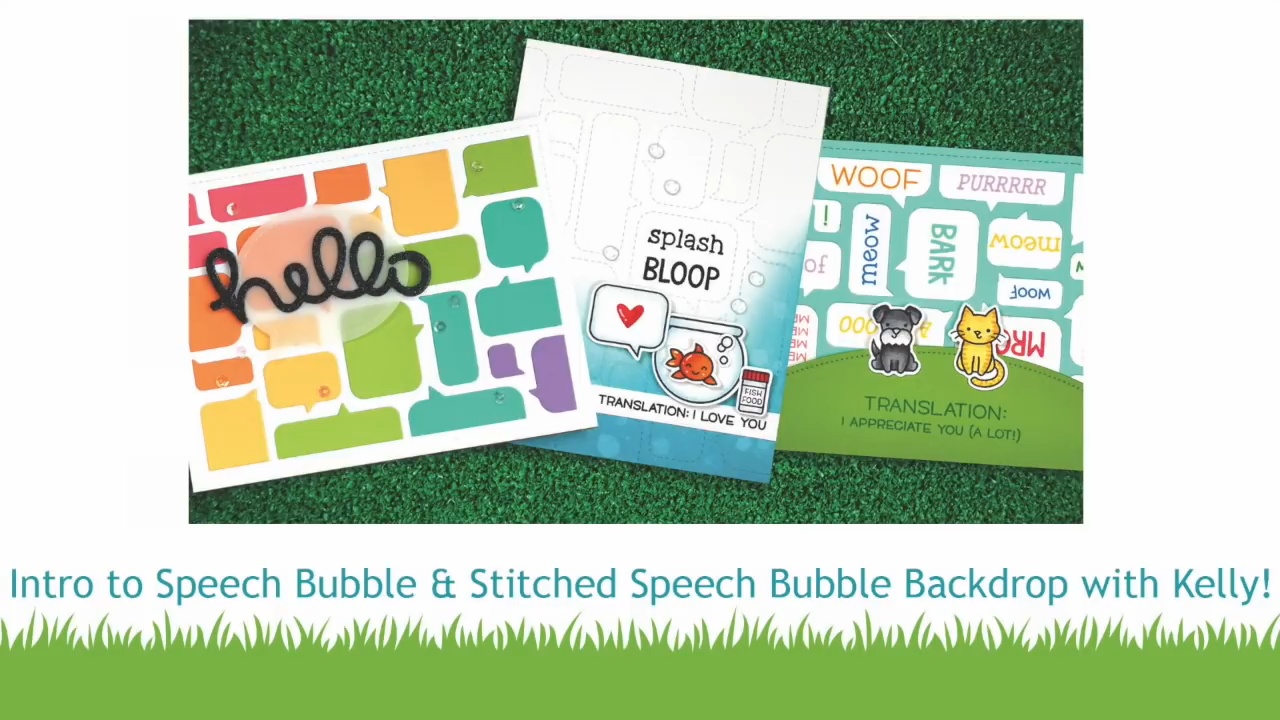 hello
splash
BLOOP
FISH
FOOD
TRANSLATION: I LOVE YOU
WOOF
PURRRRR
!
meow
BARK
meow
of
woof
TRANSLATION:
I APPRECIATE YOU (A LOT!)
Intro to Speech Bubble & Stitched Speech Bubble Backdrop with Kelly!